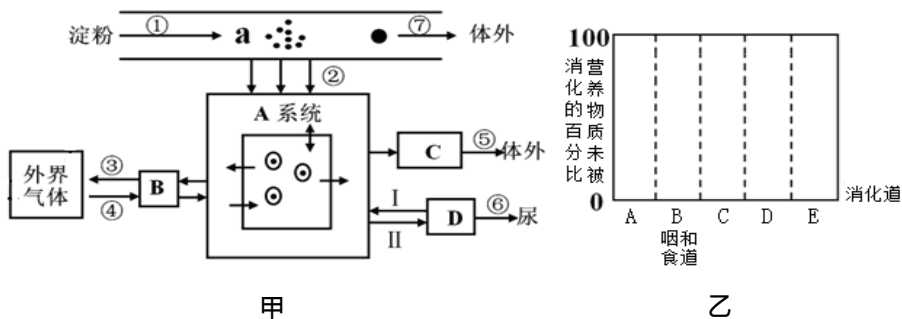 淀粉 ① a ⑦ 体外
②
A 系统
外界
气体
③
④
B
C
⑤
体外
I
II
D
⑥
尿
甲
100
营养物质未被
消化的百分比
0
消化道
A B C D E
咽和
食道
乙